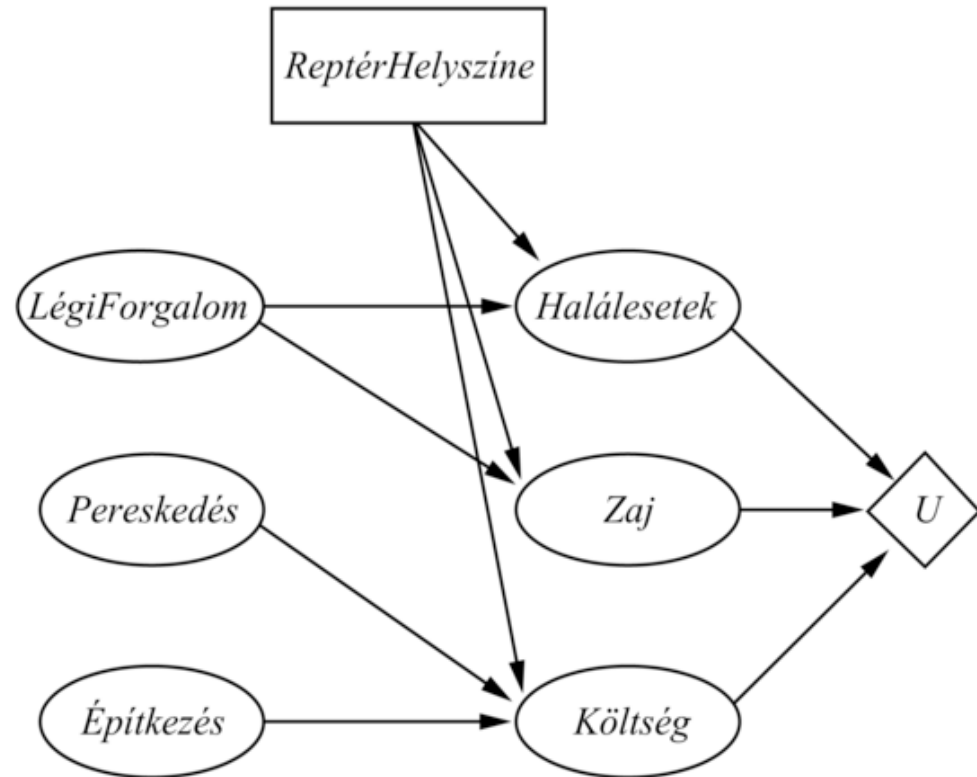 ReptérHelyszíne
LégiForgalom
Halálesetek
Pereskedés
Zaj
U
Építkezés
Költség